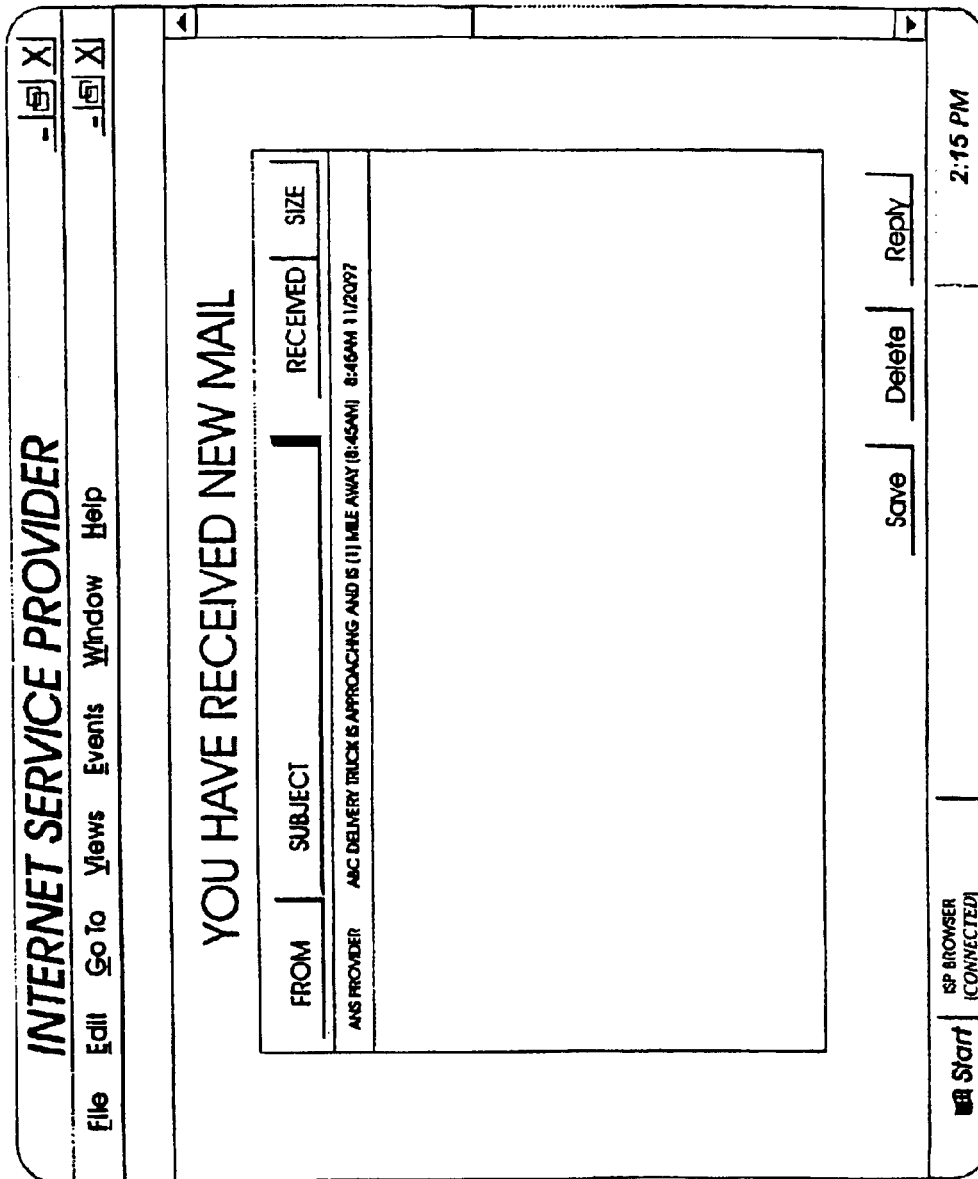 INTERNET SERVICE PROVIDER
File Edit Go To Views Events Window Help
YOU HAVE RECEIVED NEW MAIL
FROM SUBJECT RECEIVED SIZE
ANS PROVIDER ABC DELIVERY TRUCK IS APPROACHNG AND IS (1) MILE AWAY (8:45AM) 8:46AM 11/20/97
Save Delete Reply
Start ISP BROWSER 2:15 PM
(CONNECTED)